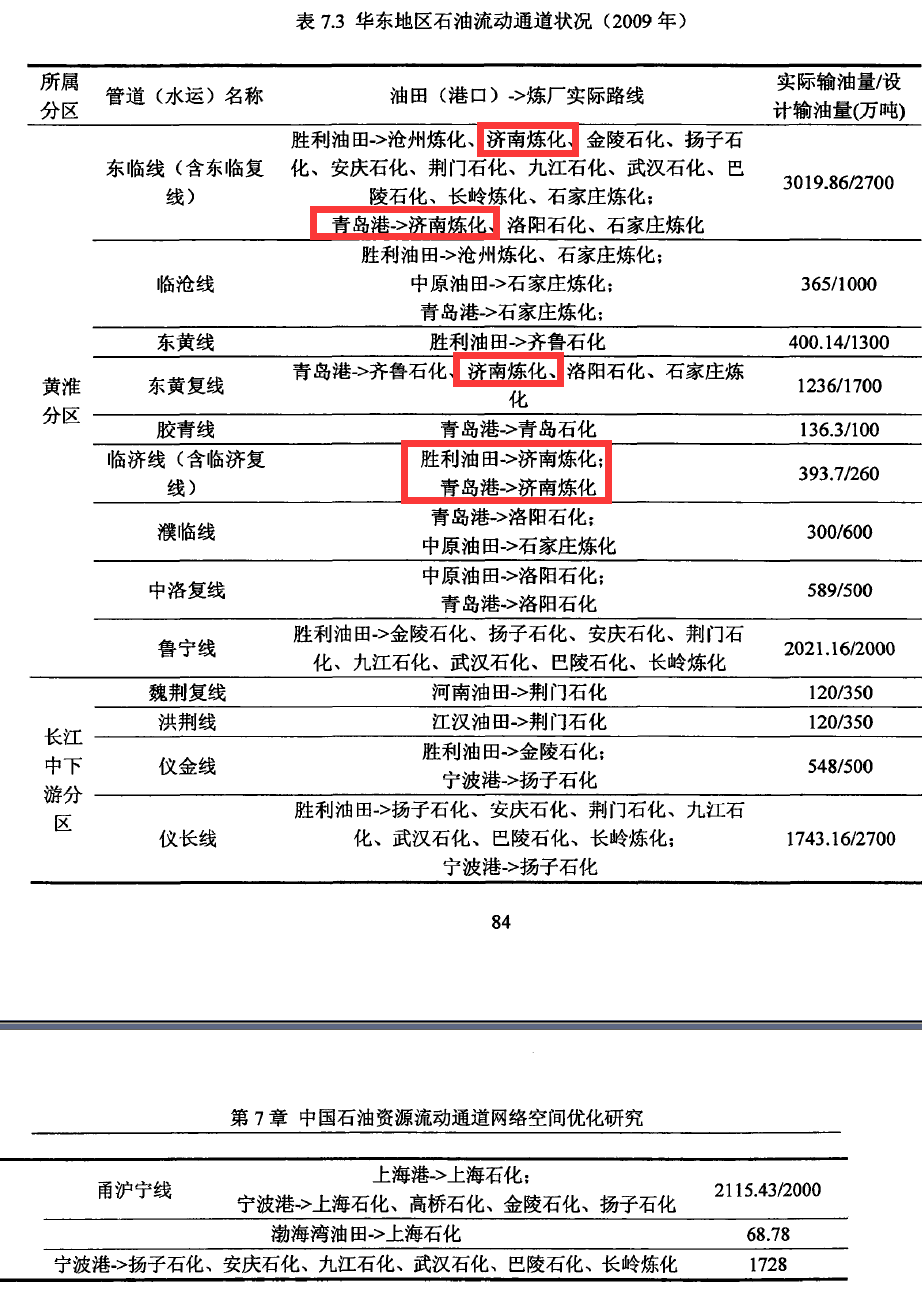 表 7.3 华东地区石油流动通道状况（2009 年）
所属
分区
管道（水运）名称
油田（港口）->炼厂实际路线
实际输油量/设
计输油量(万吨)
东临线（含东临复
线）
胜利油田->沧州炼化、济南炼化、金陵石化、扬子石
化、安庆石化、荆门石化、九江石化、武汉石化、巴
陵石化、长岭炼化、石家庄炼化；
青岛港->济南炼化、洛阳石化、石家庄炼化
3019.86/2700
临沧线
胜利油田->沧州炼化、石家庄炼化；
中原油田->石家庄炼化；
青岛港->石家庄炼化；
365/1000
东黄线
胜利油田->齐鲁石化
400.14/1300
黄淮
分区
东黄复线
青岛港->齐鲁石化、济南炼化、洛阳石化、石家庄炼
化
1236/1700
胶青线
青岛港->青岛石化
136.3/100
临济线（含临济复
线）
胜利油田->济南炼化；
青岛港->济南炼化
393.7/260
濮临线
青岛港->洛阳石化；
中原油田->石家庄炼化
300/600
中洛复线
中原油田->洛阳石化；
青岛港->洛阳石化
589/500
鲁宁线
胜利油田->金陵石化、扬子石化、安庆石化、荆门石
化、九江石化、武汉石化、巴陵石化、长岭炼化
2021.16/2000
长江
中下
游分
区
魏荆复线
河南油田->荆门石化
120/350
洪荆线
江汉油田->荆门石化
120/350
仪金线
胜利油田->金陵石化；
宁波港->扬子石化
548/500
仪长线
胜利油田->扬子石化、安庆石化、荆门石化、九江石
化、武汉石化、巴陵石化、长岭炼化；
宁波港->扬子石化
1743.16/2700
84
第 7 章 中国石油资源流动通道网络空间优化研究
甬沪宁线
上海港->上海石化；
宁波港->上海石化、高桥石化、金陵石化、扬子石化
2115.43/2000
渤海湾油田->上海石化
68.78
宁波港->扬子石化、安庆石化、九江石化、武汉石化、巴陵石化、长岭炼化
1728